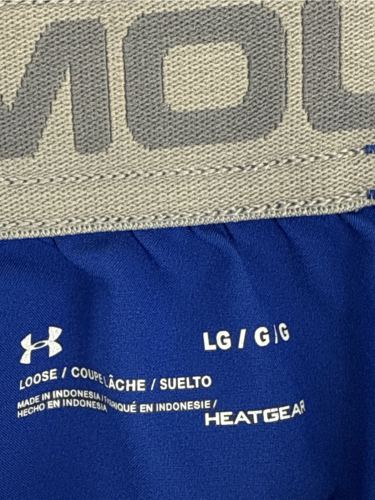 MOU
LG / G / G
LOOSE / COUPE LÂCHE / SUELTO
MADE IN INDONESIA / FABRIQUÉ EN INDONESIE /
HECHO EN INDONESIA
HEATGEAR